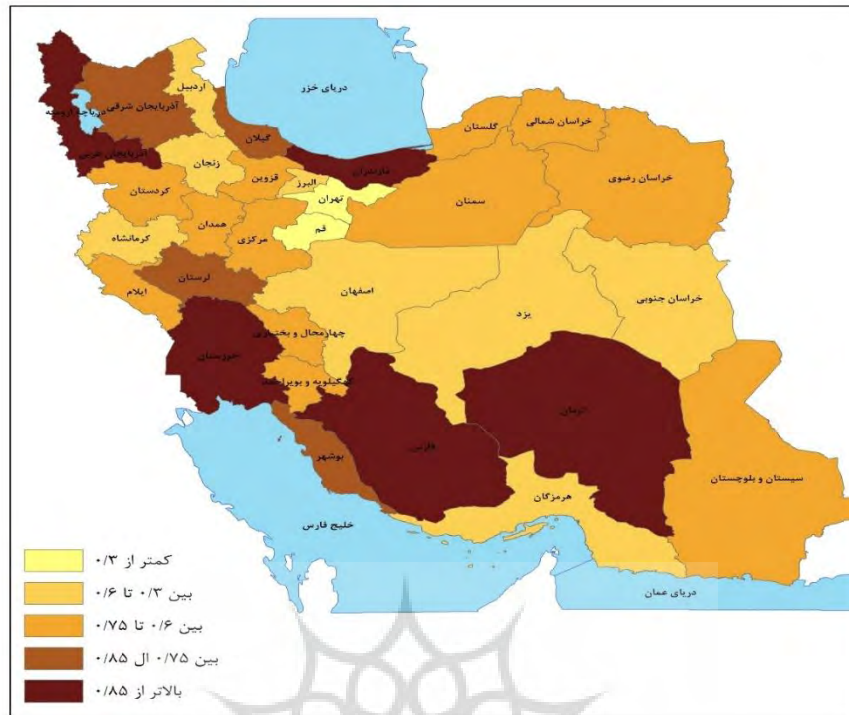 دریای خزر
اردبیل
آذربایجان شرقی
دریاچه ارومیه
گیلان
گلستان
خراسان شمالی
آذربایجان غربی
زنجان
مازندران
قزوین
البرز
خراسان رضوی
کردستان
تهران
سمنان
همدان
مرکزی
قم
کرمانشاه
لرستان
ایلام
اصفهان
خراسان جنوبی
یزد
چهارمحال و بختیاری
خوزستان
کهگیلویه و بویراحمد
کرمان
فارس
بوشهر
سیستان و بلوچستان
هرمزگان
خلیج فارس
دریای عمان
کمتر از ۰/۳
بین ۰/۳ تا ۰/۶
بین ۰/۶ تا ۰/۷۵
بین ۰/۷۵ ال ۰/۸۵
بالاتر از ۰/۸۵